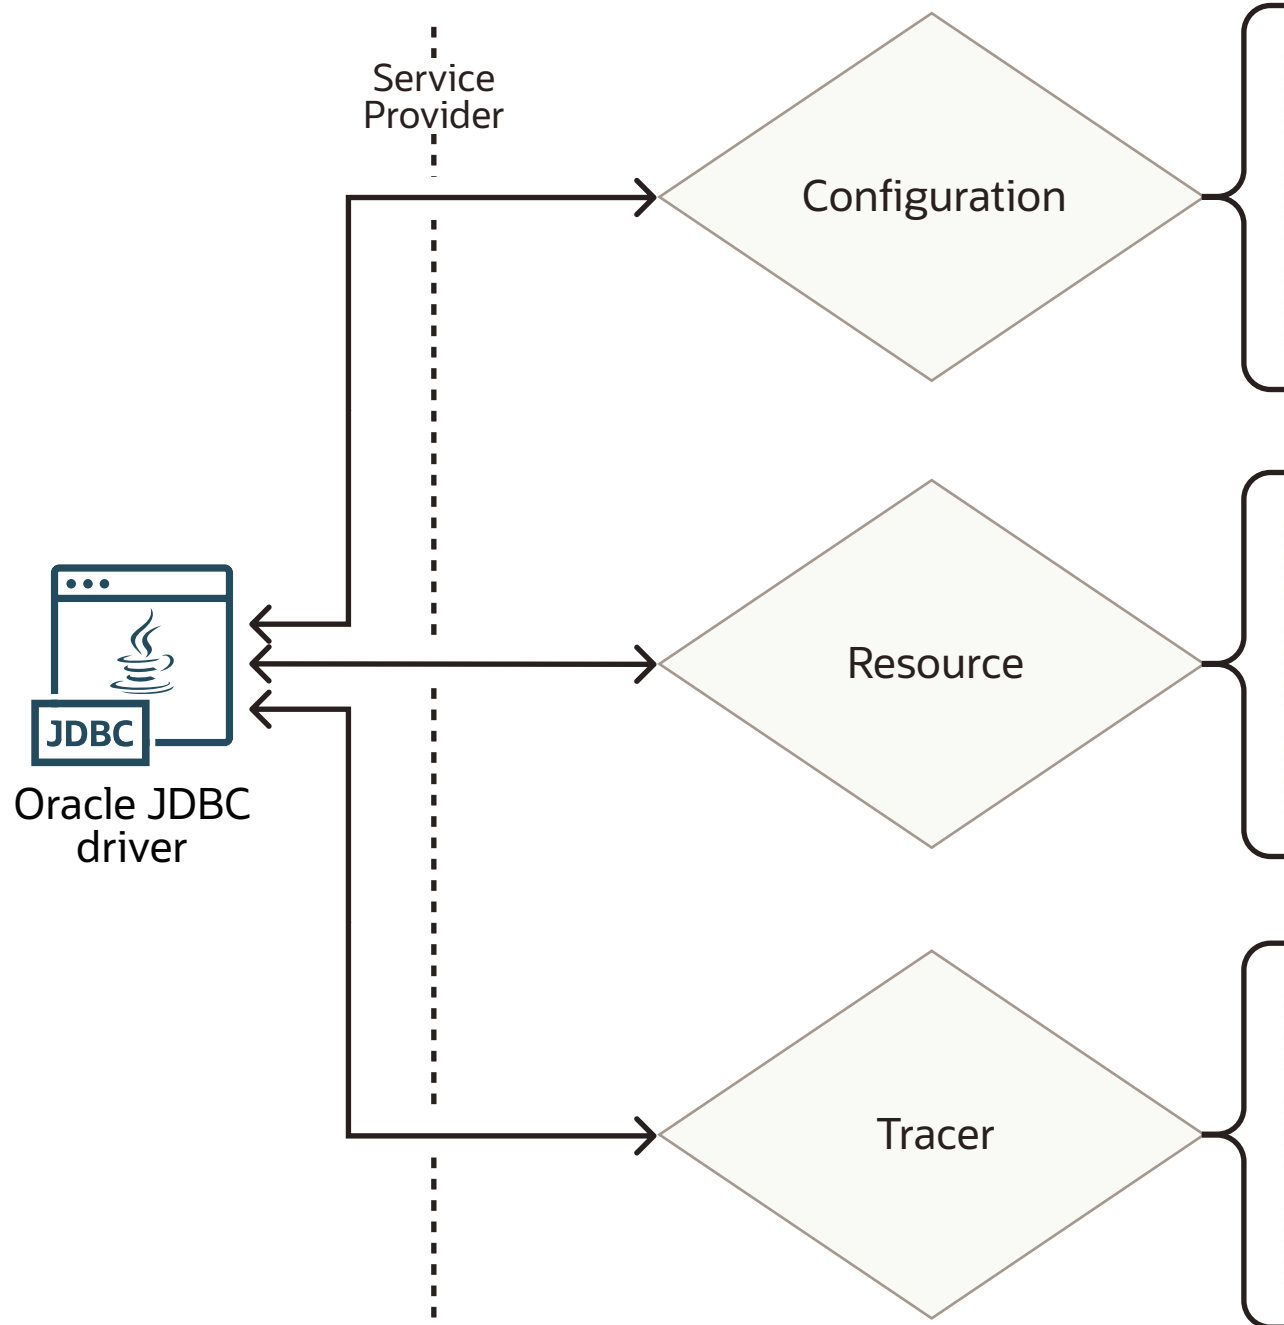 Service
Provider
Configuration
Resource
JDBC
Oracle JDBC
driver
Tracer